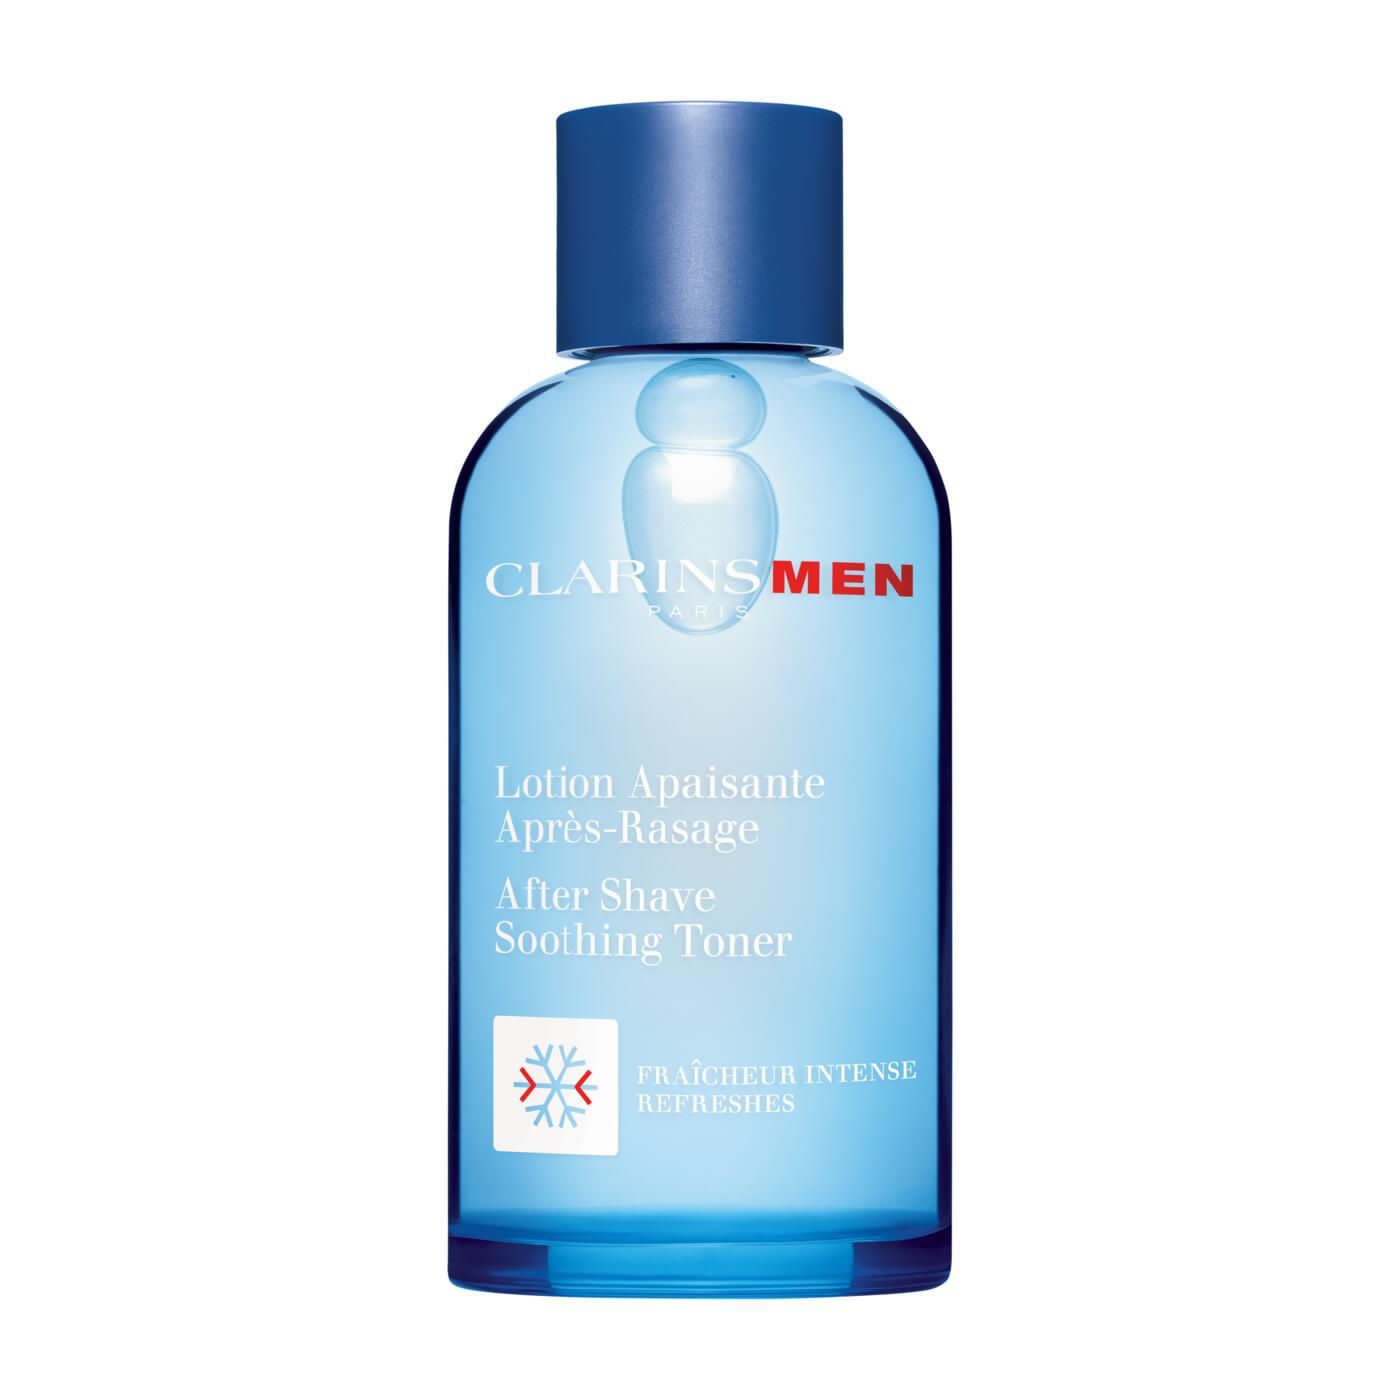 CLARINSMEN
PARIS
Lotion Apaisante
Après-Rasage
After Shave
Soothing Toner
FRAÎCHEUR INTENSE
REFRESHES